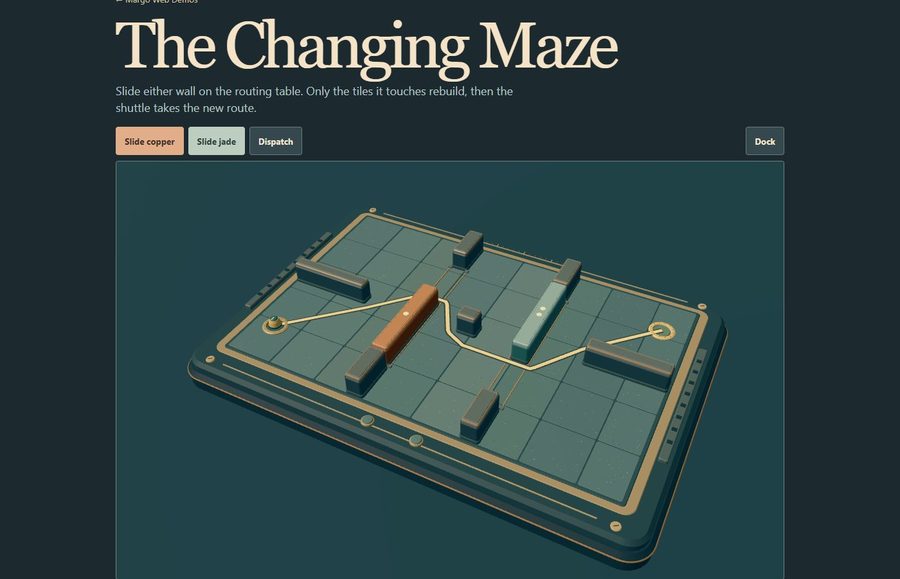 ← Margo Web Demos
The Changing Maze
Slide either wall on the routing table. Only the tiles it touches rebuild, then the
shuttle takes the new route.
Slide copper
Slide jade
Dispatch
Dock